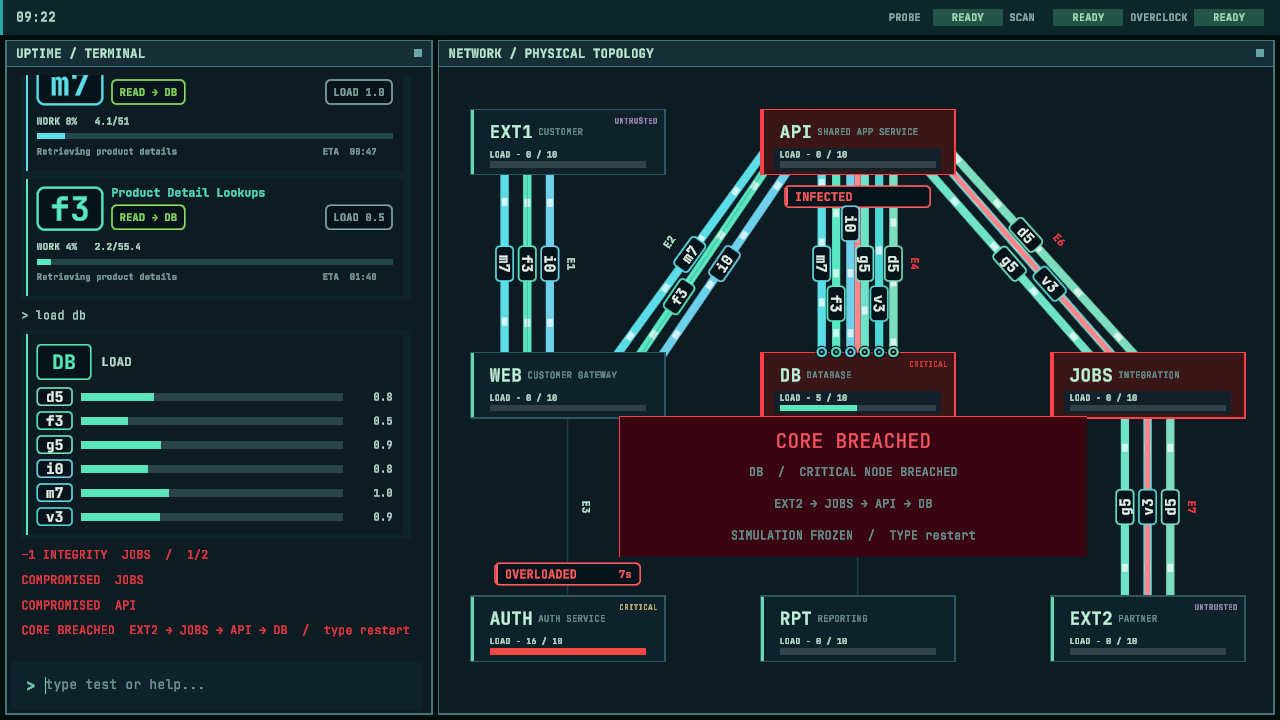 09:22
PROBE READY SCAN READY OVERCLOCK READY
UPTIME / TERMINAL
m7 READ → DB LOAD 1.0
WORK 8% 4.1/51
Retrieving product details ETA 00:47
f3 Product Detail Lookups
READ → DB LOAD 0.5
WORK 4% 2.2/55.4
Retrieving product details ETA 01:48
> load db
DB LOAD
d5 0.8
f3 0.5
g5 0.9
i0 0.8
m7 1.0
v3 0.9
-1 INTEGRITY JOBS / 1/2
COMPROMISED JOBS
COMPROMISED API
CORE BREACHED EXT2 → JOBS → API → DB / type restart
> type test or help...
NETWORK / PHYSICAL TOPOLOGY
UNTRUSTED
EXT1 CUSTOMER
LOAD - 0 / 10
API SHARED APP SERVICE
LOAD - 0 / 10
INFECTED
m7 f3 i0 E1
E2 m7 f3 i0
m7 f3 i0 g5 v3 d5 E4
d5 g5 v3 E6
WEB CUSTOMER GATEWAY
LOAD - 0 / 10
CRITICAL
DB DATABASE
LOAD - 5 / 10
JOBS INTEGRATION
LOAD - 0 / 10
CORE BREACHED
DB / CRITICAL NODE BREACHED
EXT2 → JOBS → API → DB
SIMULATION FROZEN / TYPE restart
E3
g5 v3 d5 E7
OVERLOADED 7s
CRITICAL
AUTH AUTH SERVICE
LOAD - 16 / 10
RPT REPORTING
LOAD - 0 / 10
UNTRUSTED
EXT2 PARTNER
LOAD - 0 / 10